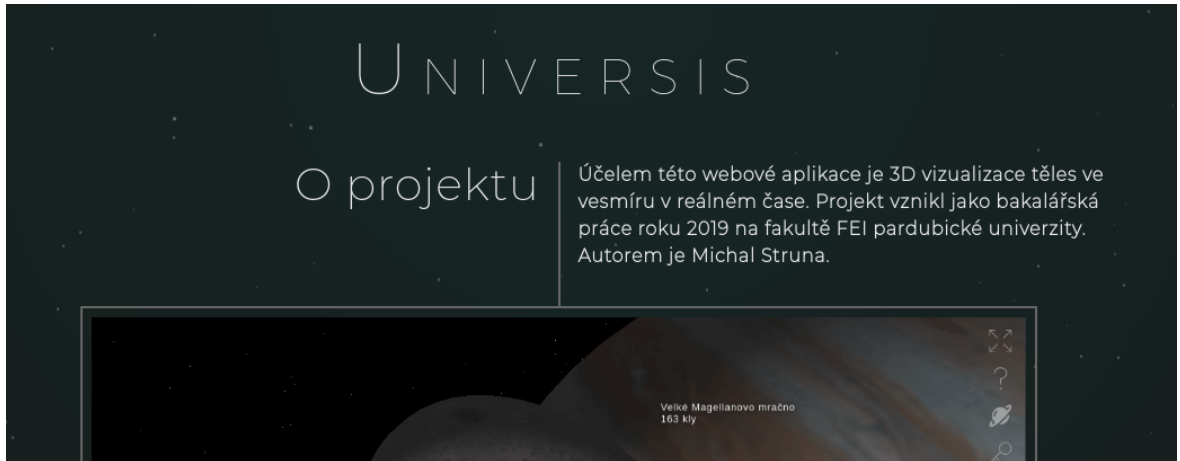 Universis
O projektu
Účelem této webové aplikace je 3D vizualizace těles ve
vesmíru v reálném čase. Projekt vznikl jako bakalářská
práce roku 2019 na fakultě FEI pardubické univerzity.
Autorem je Michal Struna.
?
Velké Magellanovo mračno
163 kly